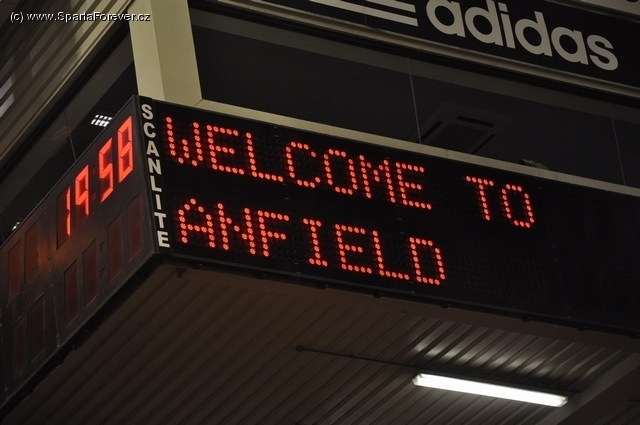 (c) www.SpartaForever.cz
adidas
SCANLITE
19:58
WELCOME TO
ANFIELD